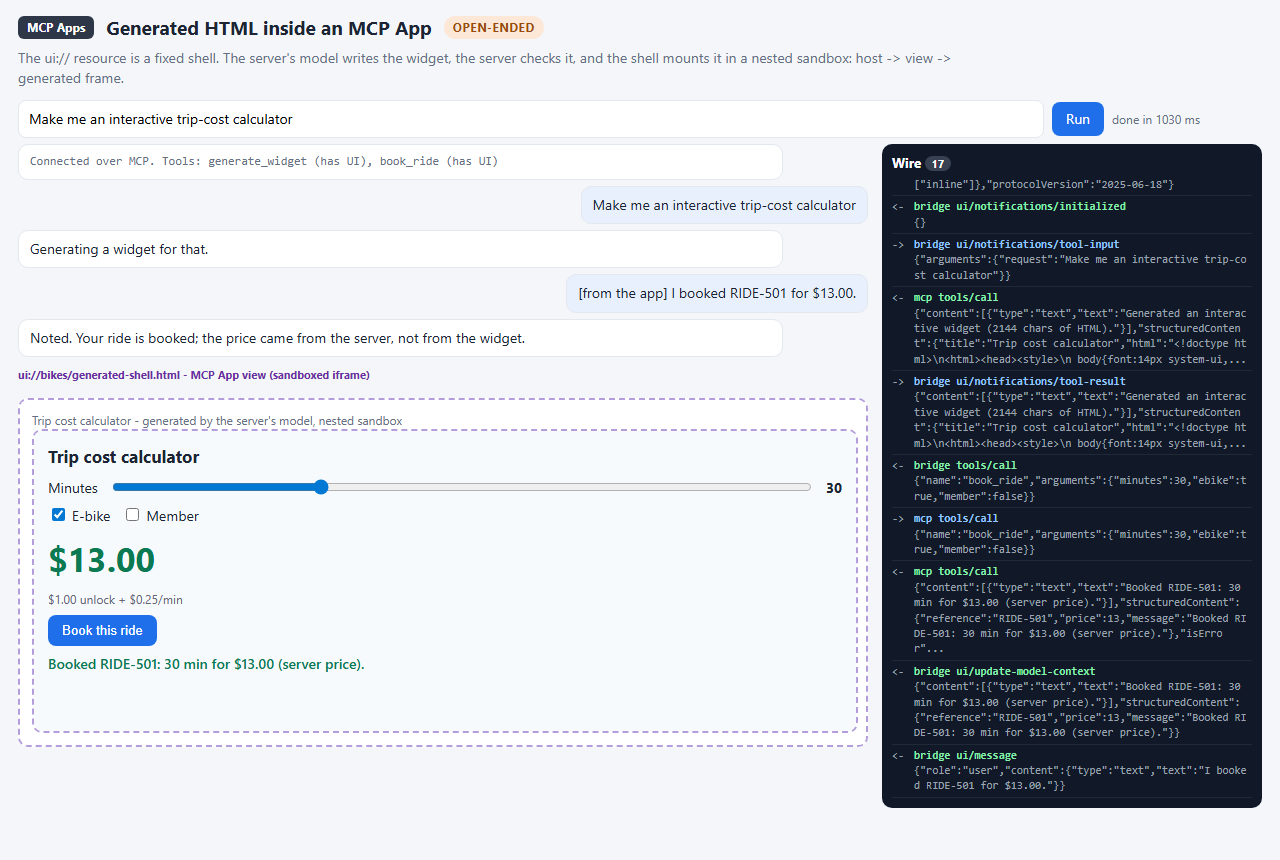 MCP Apps Generated HTML inside an MCP App OPEN-ENDED
The ui:// resource is a fixed shell. The server's model writes the widget, the server checks it, and the shell mounts it in a nested sandbox: host -> view ->
generated frame.
Make me an interactive trip-cost calculator
Run
done in 1030 ms
Connected over MCP. Tools: generate_widget (has UI), book_ride (has UI)
Make me an interactive trip-cost calculator
Generating a widget for that.
[from the app] I booked RIDE-501 for $13.00.
Noted. Your ride is booked; the price came from the server, not from the widget.
ui://bikes/generated-shell.html - MCP App view (sandboxed iframe)
Trip cost calculator - generated by the server's model, nested sandbox
Trip cost calculator
Minutes 30
E-bike Member
$13.00
$1.00 unlock + $0.25/min
Book this ride
Booked RIDE-501: 30 min for $13.00 (server price).
Wire 17
["inline"]},"protocolVersion":"2025-06-18"}
<- bridge ui/notifications/initialized
{}
-> bridge ui/notifications/tool-input
{"arguments":{"request":"Make me an interactive trip-co
st calculator"}}
<- mcp tools/call
{"content":[{"type":"text","text":"Generated an interac
tive widget (2144 chars of HTML)."}],"structuredConten
t":{"title":"Trip cost calculator","html":"<!doctype ht
ml>\n<html><head><style>\n body{font:14px system-ui,...
-> bridge ui/notifications/tool-result
{"content":[{"type":"text","text":"Generated an interac
tive widget (2144 chars of HTML)."}],"structuredConten
t":{"title":"Trip cost calculator","html":"<!doctype ht
ml>\n<html><head><style>\n body{font:14px system-ui,...
<- bridge tools/call
{"name":"book_ride","arguments":{"minutes":30,"ebike":t
rue,"member":false}}
-> mcp tools/call
{"name":"book_ride","arguments":{"minutes":30,"ebike":t
rue,"member":false}}
<- mcp tools/call
{"content":[{"type":"text","text":"Booked RIDE-501: 30
min for $13.00 (server price)."}],"structuredContent":
{"reference":"RIDE-501","price":13,"message":"Booked RI
DE-501: 30 min for $13.00 (server price)."},"isErro
r"...
<- bridge ui/update-model-context
{"content":[{"type":"text","text":"Booked RIDE-501: 30
min for $13.00 (server price)."}],"structuredContent":
{"reference":"RIDE-501","price":13,"message":"Booked RI
DE-501: 30 min for $13.00 (server price)."}}
<- bridge ui/message
{"role":"user","content":{"type":"text","text":"I booke
d RIDE-501 for $13.00."}}